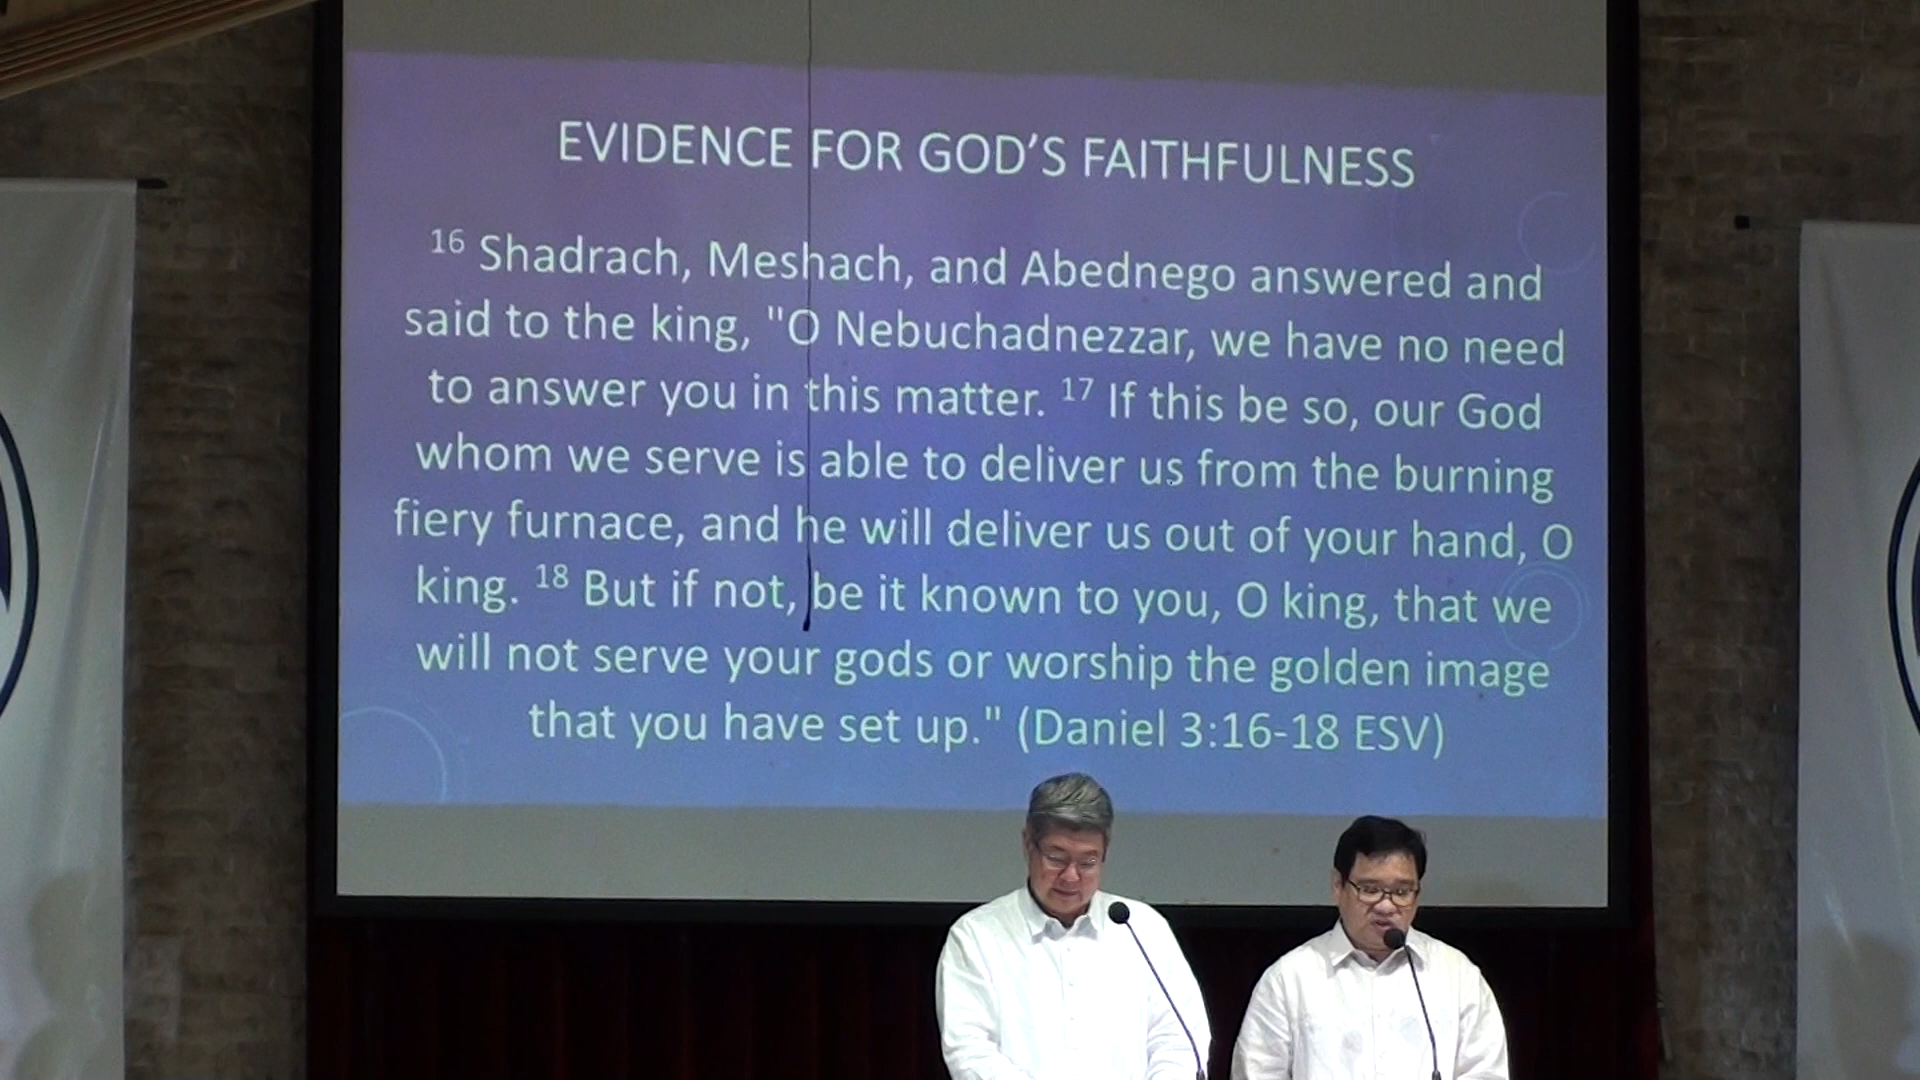 EVIDENCE FOR GOD'S FAITHFULNESS
16 Shadrach, Meshach, and Abednego answered and
said to the king, "O Nebuchadnezzar, we have no need
to answer you in this matter. 17 If this be so, our God
whom we serve is able to deliver us from the burning
fiery furnace, and he will deliver us out of your hand, O
king. 18 But if not, be it known to you, O king, that we
will not serve your gods or worship the golden image
that you have set up." (Daniel 3:16-18 ESV)